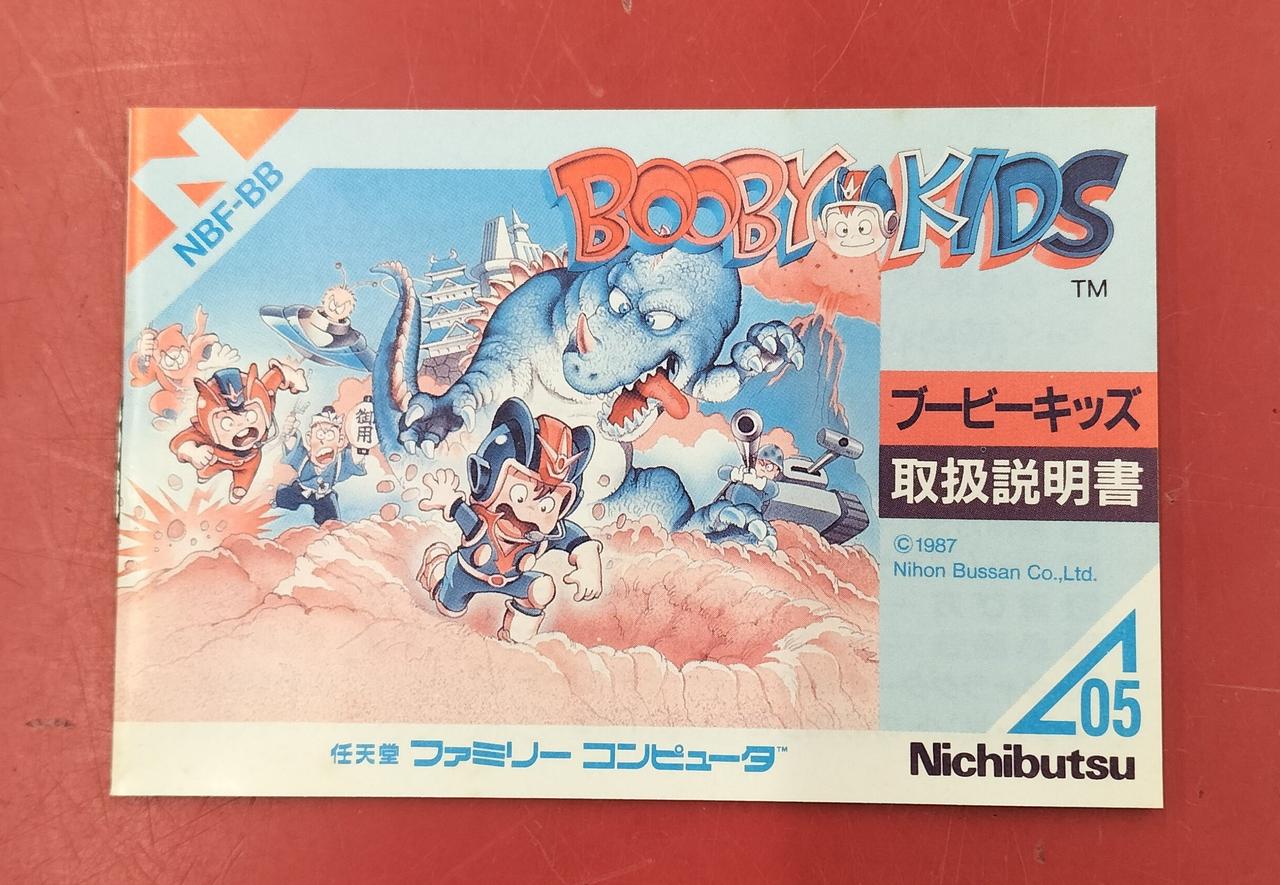 N
NBF-BB
BOOBY KIDS
TM
御用
ブービーキッズ
取扱説明書
©1987
Nihon Bussan Co.,Ltd.
05
任天堂 ファミリー コンピュータ™
Nichibutsu